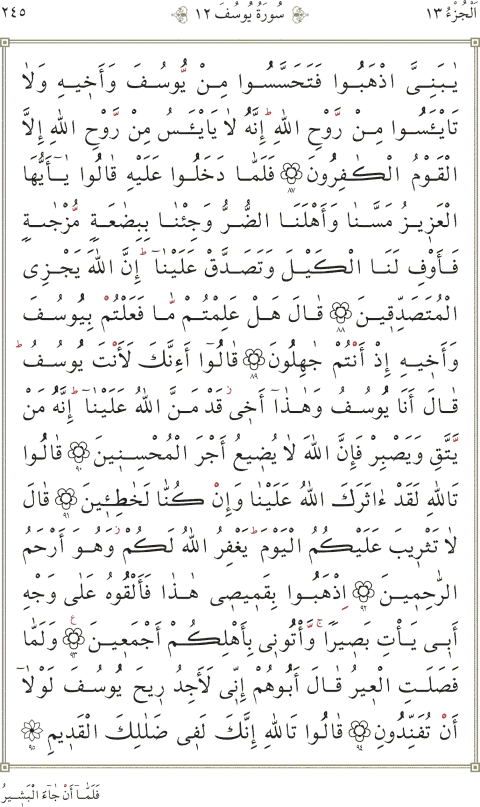 اَلْجُزْءُ ١٣ سُورَةُ يُوسُفَ ١٢ ٢٤٥
يٰبَنِىَّ اذْهَبُوا فَتَحَسَّسُوا مِنْ يُّوسُفَ وَاَخٖيهِ وَلَا
تَايْـَٔسُوا مِنْ رَّوْحِ اللّٰهِ ۜ اِنَّهُ لَا يَايْـَٔسُ مِنْ رَّوْحِ اللّٰهِ اِلَّا
الْقَوْمُ الْكٰفِرُونَ ٨٧ فَلَمَّا دَخَلُوا عَلَيْهِ قَالُوا يٰٓاَيُّهَا
الْعَزٖيزُ مَسَّنَا وَاَهْلَنَا الضُّرُّ وَجِئْنَا بِبِضٰعَةٍ مُّزْجٰيةٍ
فَاَوْفِ لَنَا الْكَيْلَ وَتَصَدَّقْ عَلَيْنَا ۜ اِنَّ اللّٰهَ يَجْزِى
الْمُتَصَدِّقٖينَ ٨٨ قَالَ هَلْ عَلِمْتُمْ مَّا فَعَلْتُمْ بِيُوسُفَ
وَاَخٖيهِ اِذْ اَنْتُمْ جٰهِلُونَ ٨٩ قَالُٓوا ءَاِنَّكَ لَاَنْتَ يُوسُفُ ۜ
قَالَ اَنَا۬ يُوسُفُ وَهٰذَٓا اَخٖى ۘ قَدْ مَنَّ اللّٰهُ عَلَيْنَا ۜ اِنَّهُ مَنْ
يَّتَّقِ وَيَصْبِرْ فَاِنَّ اللّٰهَ لَا يُضٖيعُ اَجْرَ الْمُحْسِنٖينَ ٩٠ قَالُوا
تَاللّٰهِ لَقَدْ ءَاثَرَكَ اللّٰهُ عَلَيْنَا وَاِنْ كُنَّا لَخٰطِـٖٔينَ ٩١ قَالَ
لَا تَثْرٖيبَ عَلَيْكُمُ الْيَوْمَ ۜ يَغْفِرُ اللّٰهُ لَكُمْ ۘ وَهُوَ اَرْحَمُ
الرّٰحِمٖينَ ٩٢ اِذْهَبُوا بِقَمٖيصٖى هٰذَا فَاَلْقُوهُ عَلٰى وَجْهِ
اَبٖى يَاْتِ بَصٖيرًا ۚ وَّاْتُونٖى بِاَهْلِكُمْ اَجْمَعٖينَ ٩٣ ع وَلَمَّا
فَصَلَتِ الْعٖيرُ قَالَ اَبُوهُمْ اِنّٖى لَاَجِدُ رٖيحَ يُوسُفَ لَوْلَٓا
اَنْ تُفَنِّدُونِ ٩٤ قَالُوا تَاللّٰهِ اِنَّكَ لَفٖى ضَلٰلِكَ الْقَدٖيمِ ٩٥
فَلَمَّٓا اَنْ جَٓاءَ الْبَشٖيرُ